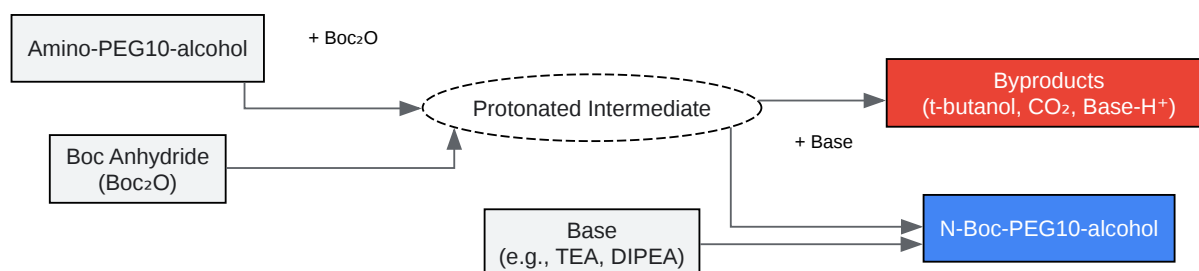 Amino-PEG10-alcohol
+ Boc₂O
Boc Anhydride
(Boc₂O)
Protonated Intermediate
Byproducts
(t-butanol, CO₂, Base-H⁺)
+ Base
Base
(e.g., TEA, DIPEA)
N-Boc-PEG10-alcohol